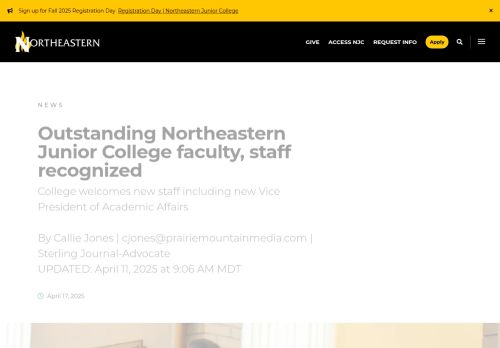 Sign up for Fall 2025 Registration Day Registration Day | Northeastern Junior College ×
NORTHEASTERN
GIVE ACCESS NJC REQUEST INFO Apply
NEWS
Outstanding Northeastern
Junior College faculty, staff
recognized
College welcomes new staff including new Vice
President of Academic Affairs
By Callie Jones | cjones@prairiemountainmedia.com |
Sterling Journal-Advocate
UPDATED: April 11, 2025 at 9:06 AM MDT
April 17, 2025